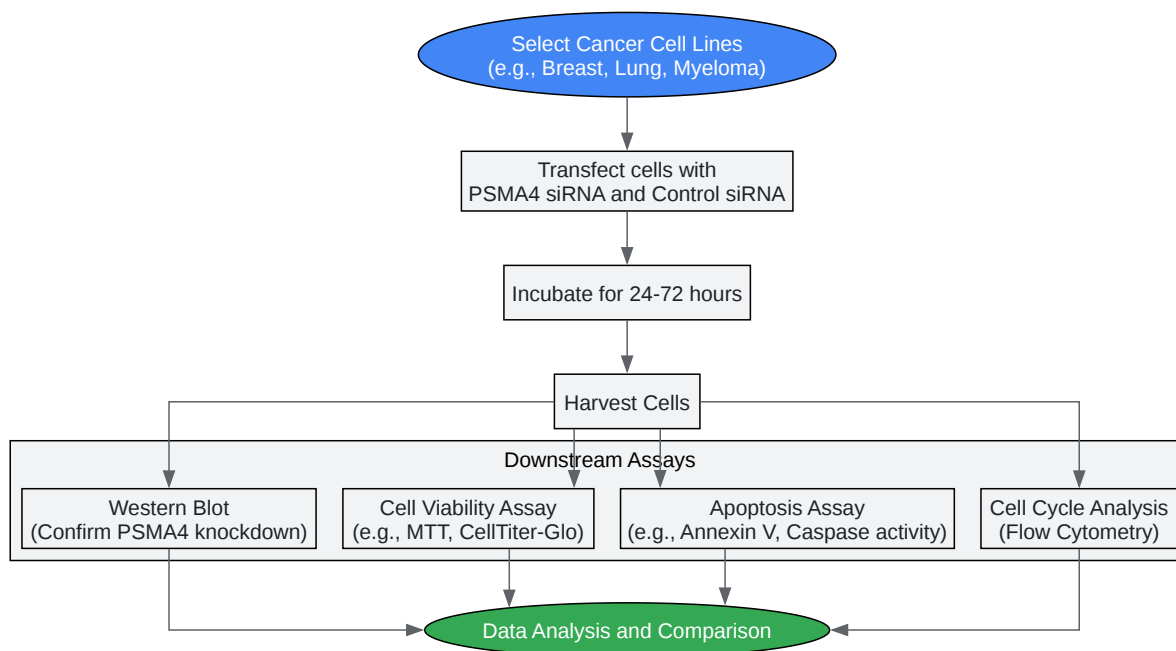 Select Cancer Cell Lines
(e.g., Breast, Lung, Myeloma)
Transfect cells with
PSMA4 siRNA and Control siRNA
Incubate for 24-72 hours
Harvest Cells
Downstream Assays
Western Blot
(Confirm PSMA4 knockdown)
Cell Viability Assay
(e.g., MTT, CellTiter-Glo)
Apoptosis Assay
(e.g., Annexin V, Caspase activity)
Cell Cycle Analysis
(Flow Cytometry)
Data Analysis and Comparison